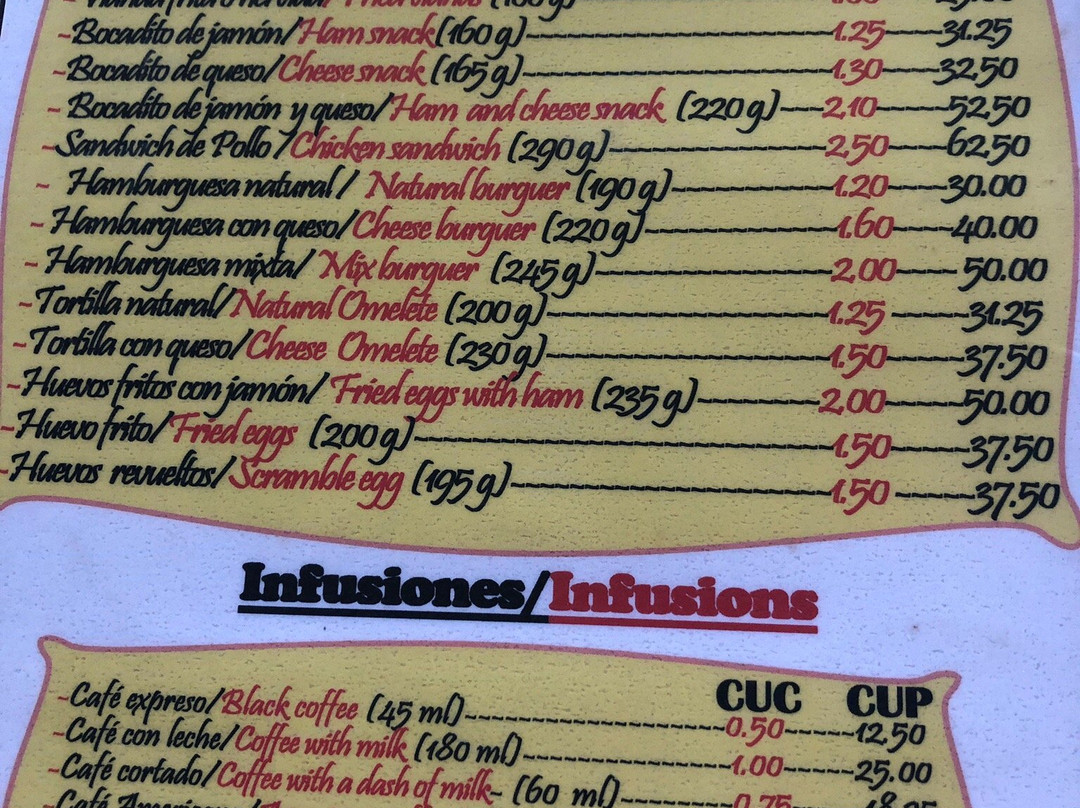 -Bocadito de jamón/Ham snack (160 g)------1.25-----31.25
-Bocadito de queso/Cheese snack (165 g)------1.30-----32.50
- Bocadito de jamón y queso/Ham and cheese snack (220 g)------2.10-----52.50
-Sandwich de Pollo/Chicken sandwich (290 g)------2.50-----62.50
- Hamburguesa natural/ Natural burguer (190 g)------1.20-----30.00
- Hamburguesa con queso/Cheese burguer (220 g)------1.60-----40.00
- Hamburguesa mixta/ Mix burguer (245 g)------2.00-----50.00
-Tortilla natural/Natural Omelete (200 g)------1.25-----31.25
-Tortilla con queso/Cheese Omelete (230 g)------1.50-----37.50
-Huevos fritos con jamón/ Fried eggs with ham (235 g)------2.00-----50.00
-Huevo frito/Fried eggs (200 g)------1.50-----37.50
-Huevos revueltos/Scramble egg (195 g)------1.50-----37.50
Infusiones/Infusions
CUC CUP
-Café expreso/Black coffee (45 ml)------0.50-----12.50
-Café con leche/Coffee with milk (180 ml)------1.00-----25.00
-Café cortado/Coffee with a dash of milk- (60 ml)------0.75